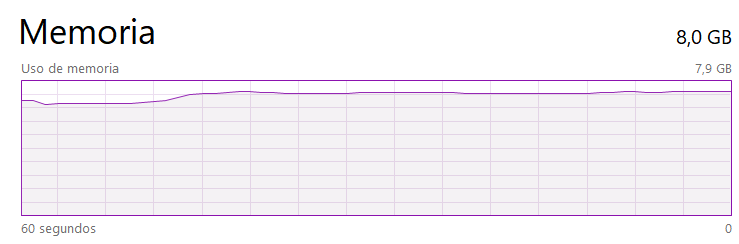 Memoria
8,0 GB
Uso de memoria
7,9 GB
60 segundos
0